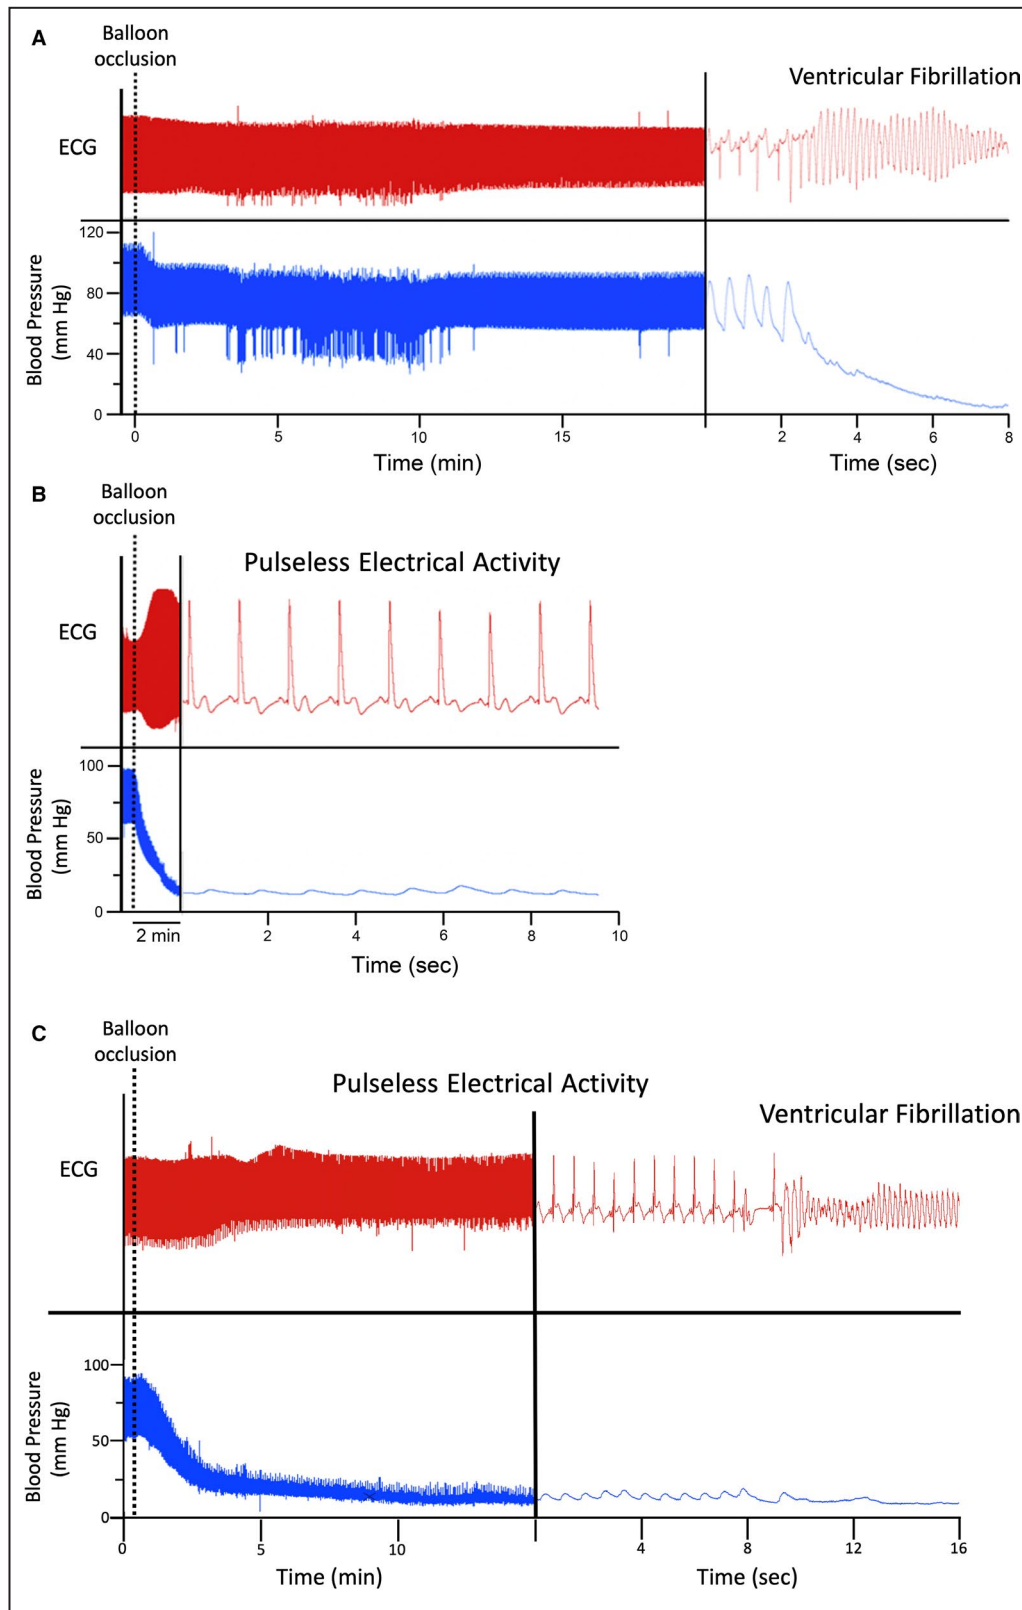 A
Balloon
occlusion
Ventricular Fibrillation
ECG
Blood Pressure
(mm Hg)
120
80
40
0
0 5 10 15 2 4 6 8
Time (min) Time (sec)
B
Balloon
occlusion
Pulseless Electrical Activity
ECG
Blood Pressure
(mm Hg)
100
50
0
2 min 2 4 6 8 10
Time (sec)
C
Balloon
occlusion
Pulseless Electrical Activity
Ventricular Fibrillation
ECG
Blood Pressure
(mm Hg)
100
50
0
0 5 10 4 8 12 16
Time (min) Time (sec)